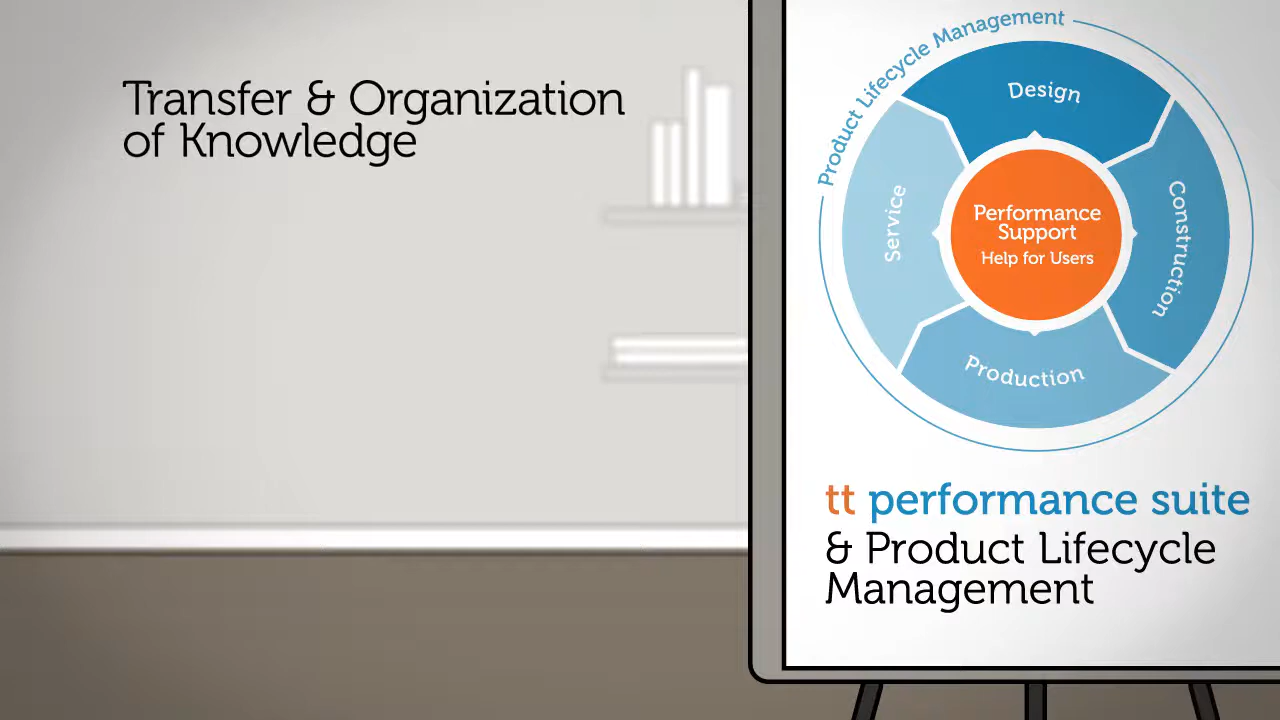 Transfer & Organization
of Knowledge
Product Lifecycle Management
Design
Construction
Production
Service
Performance
Support
Help for Users
tt performance suite
& Product Lifecycle
Management